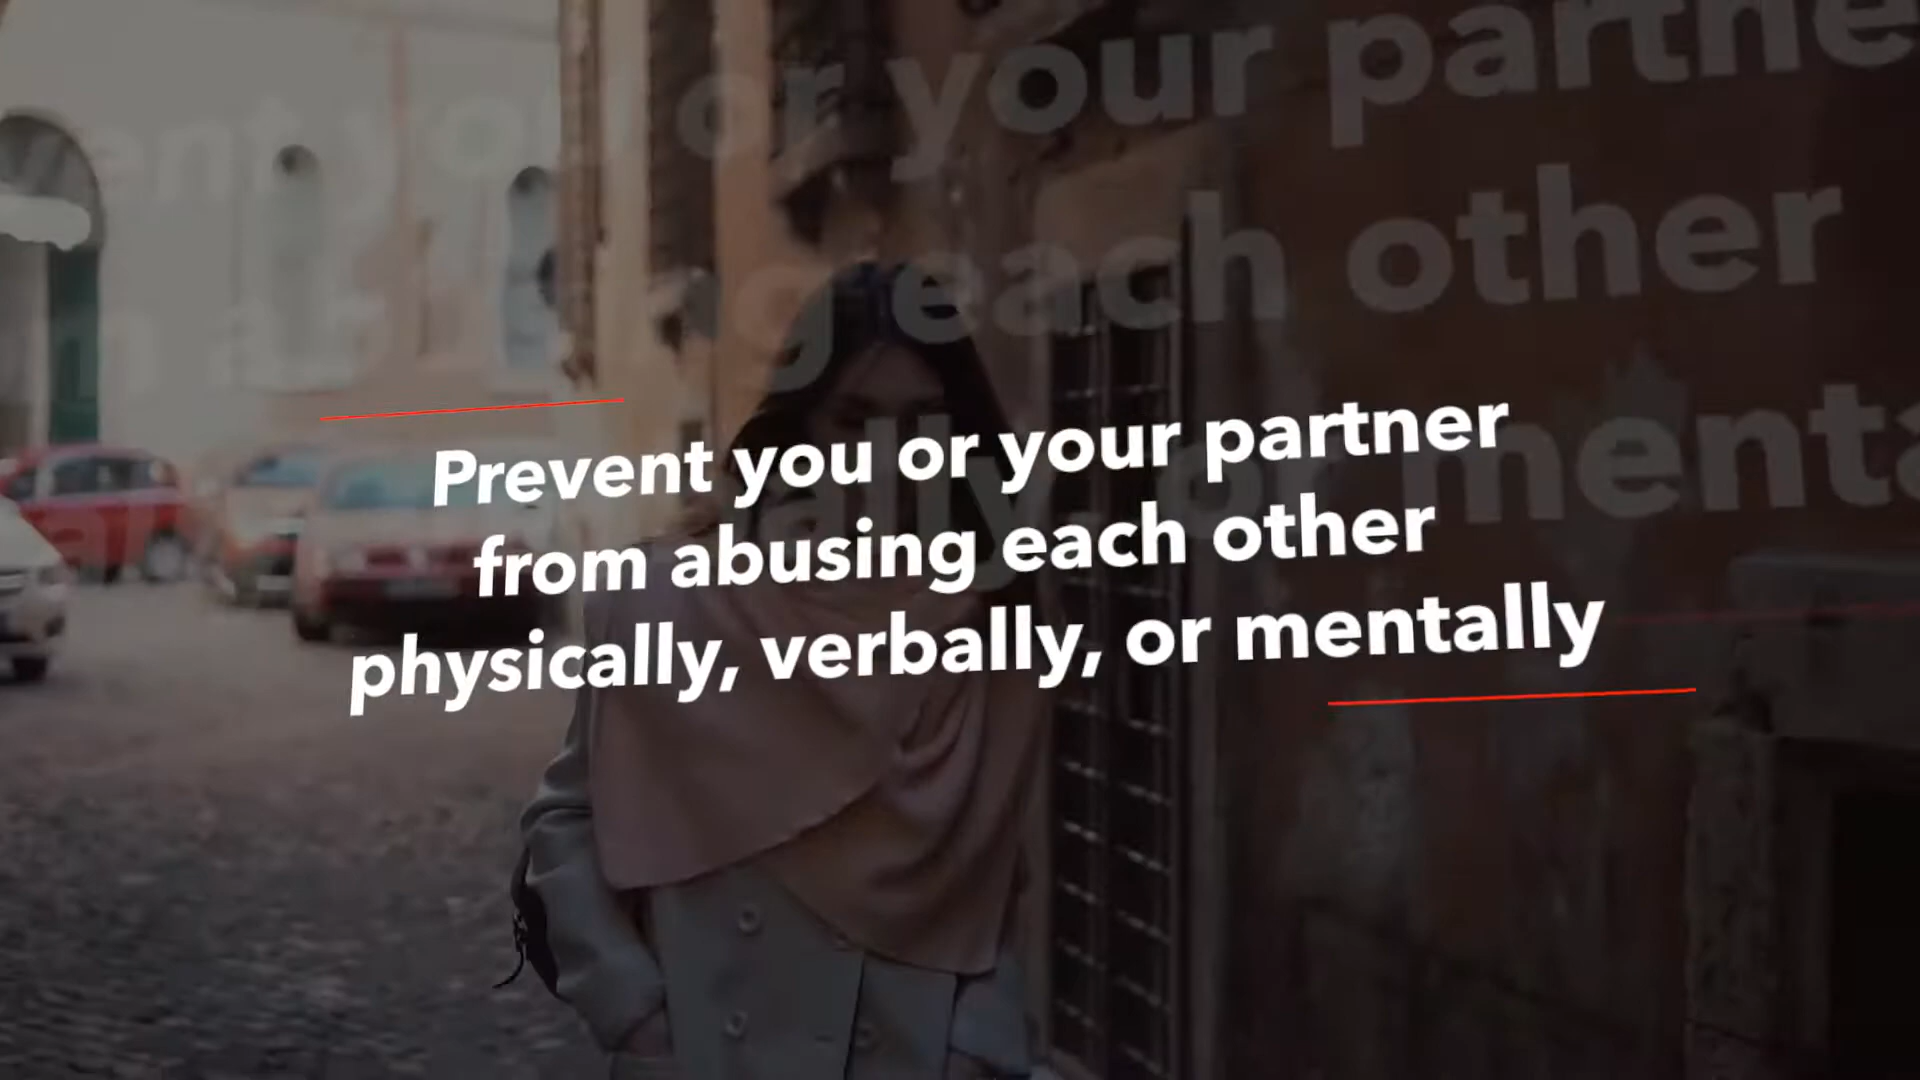 Prevent you or your partner
from abusing each other
physically, verbally, or mentally